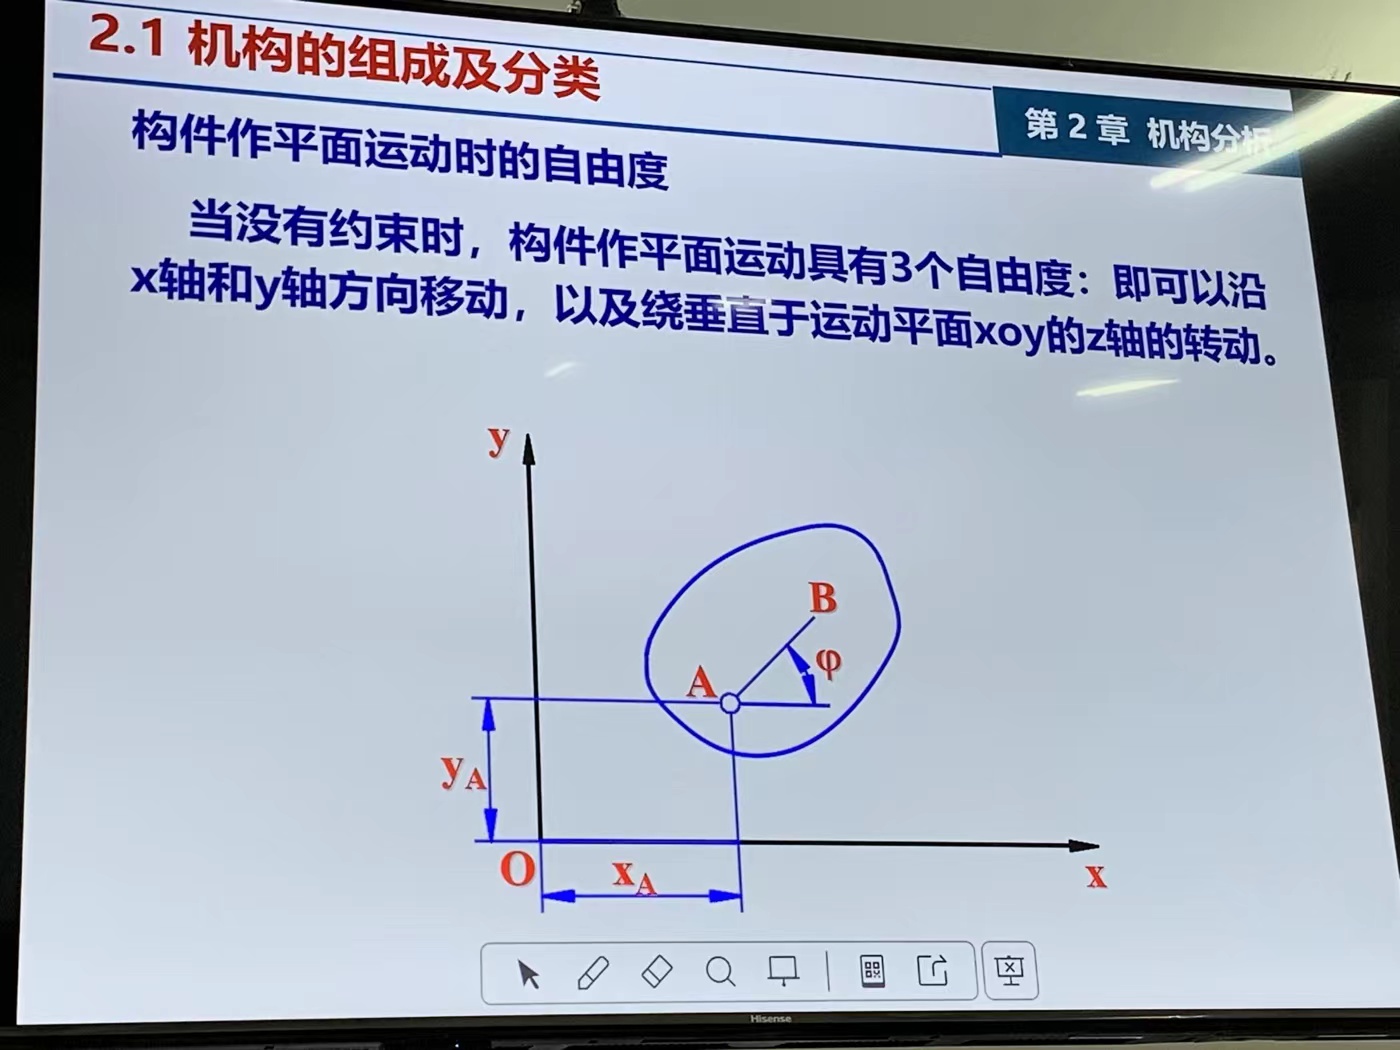 2.1 机构的组成及分类
第 2 章 机构分析
构件作平面运动时的自由度
当没有约束时，构件作平面运动具有3个自由度：即可以沿
x轴和y轴方向移动，以及绕垂直于运动平面xoy的z轴的转动。
y
B
φ
A
yA
O
xA
x
Hisense